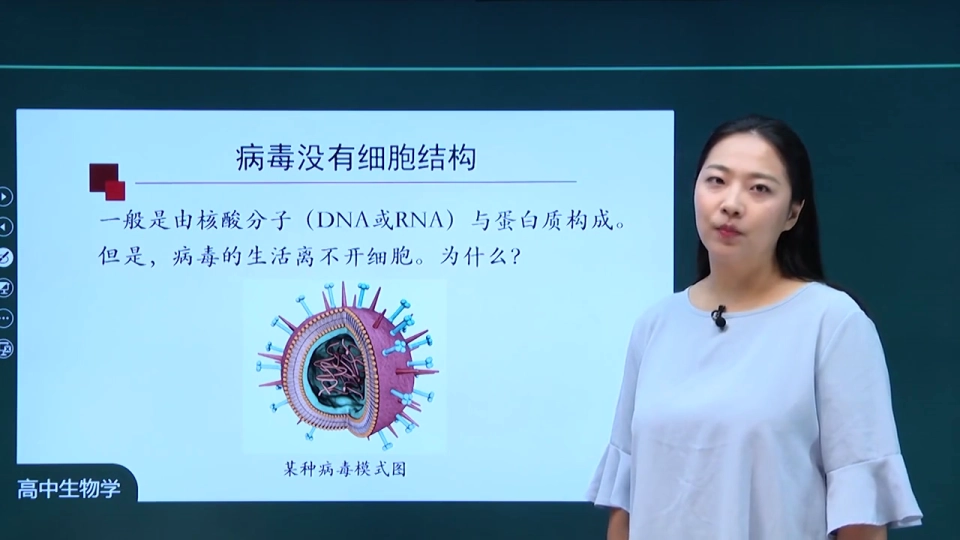 病毒没有细胞结构
一般是由核酸分子（DNA或RNA）与蛋白质构成。
但是，病毒的生活离不开细胞。为什么？
某种病毒模式图
高中生物学